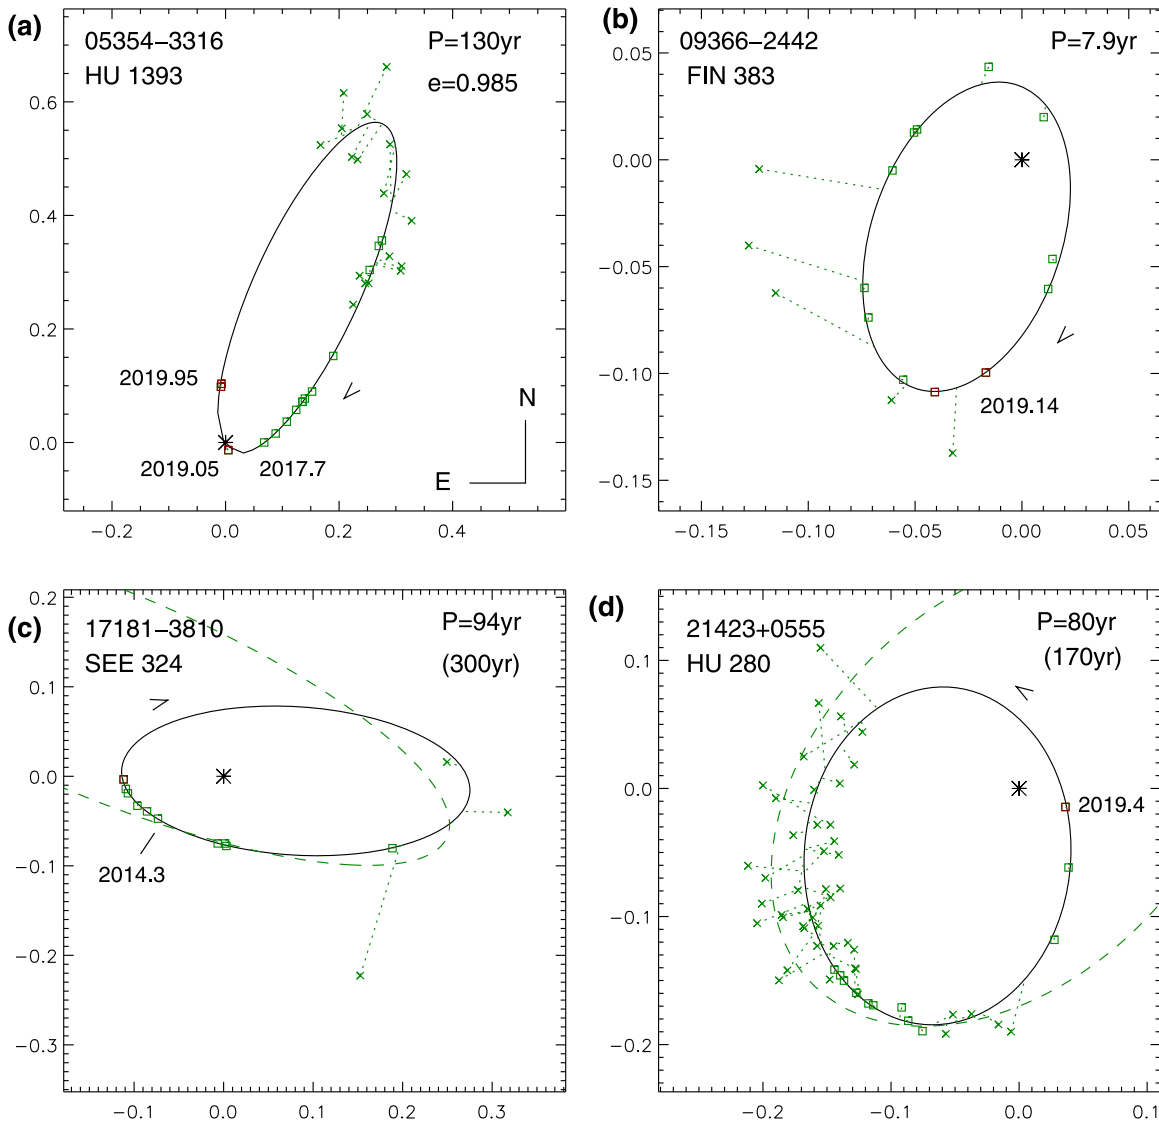 (a)
05354−3316
HU 1393
P=130yr
e=0.985
0.6
0.4
0.2
0.0
2019.95
2019.05
2017.7
N
E
−0.2
0.0
0.2
0.4
(b)
09366−2442
FIN 383
P=7.9yr
0.05
0.00
−0.05
−0.10
−0.15
2019.14
−0.15
−0.10
−0.05
0.00
0.05
(c)
17181−3810
SEE 324
P=94yr
(300yr)
0.2
0.1
0.0
−0.1
−0.2
−0.3
2014.3
−0.1
0.0
0.1
0.2
0.3
(d)
21423+0555
HU 280
P=80yr
(170yr)
0.1
0.0
−0.1
−0.2
2019.4
−0.2
−0.1
0.0
0.1